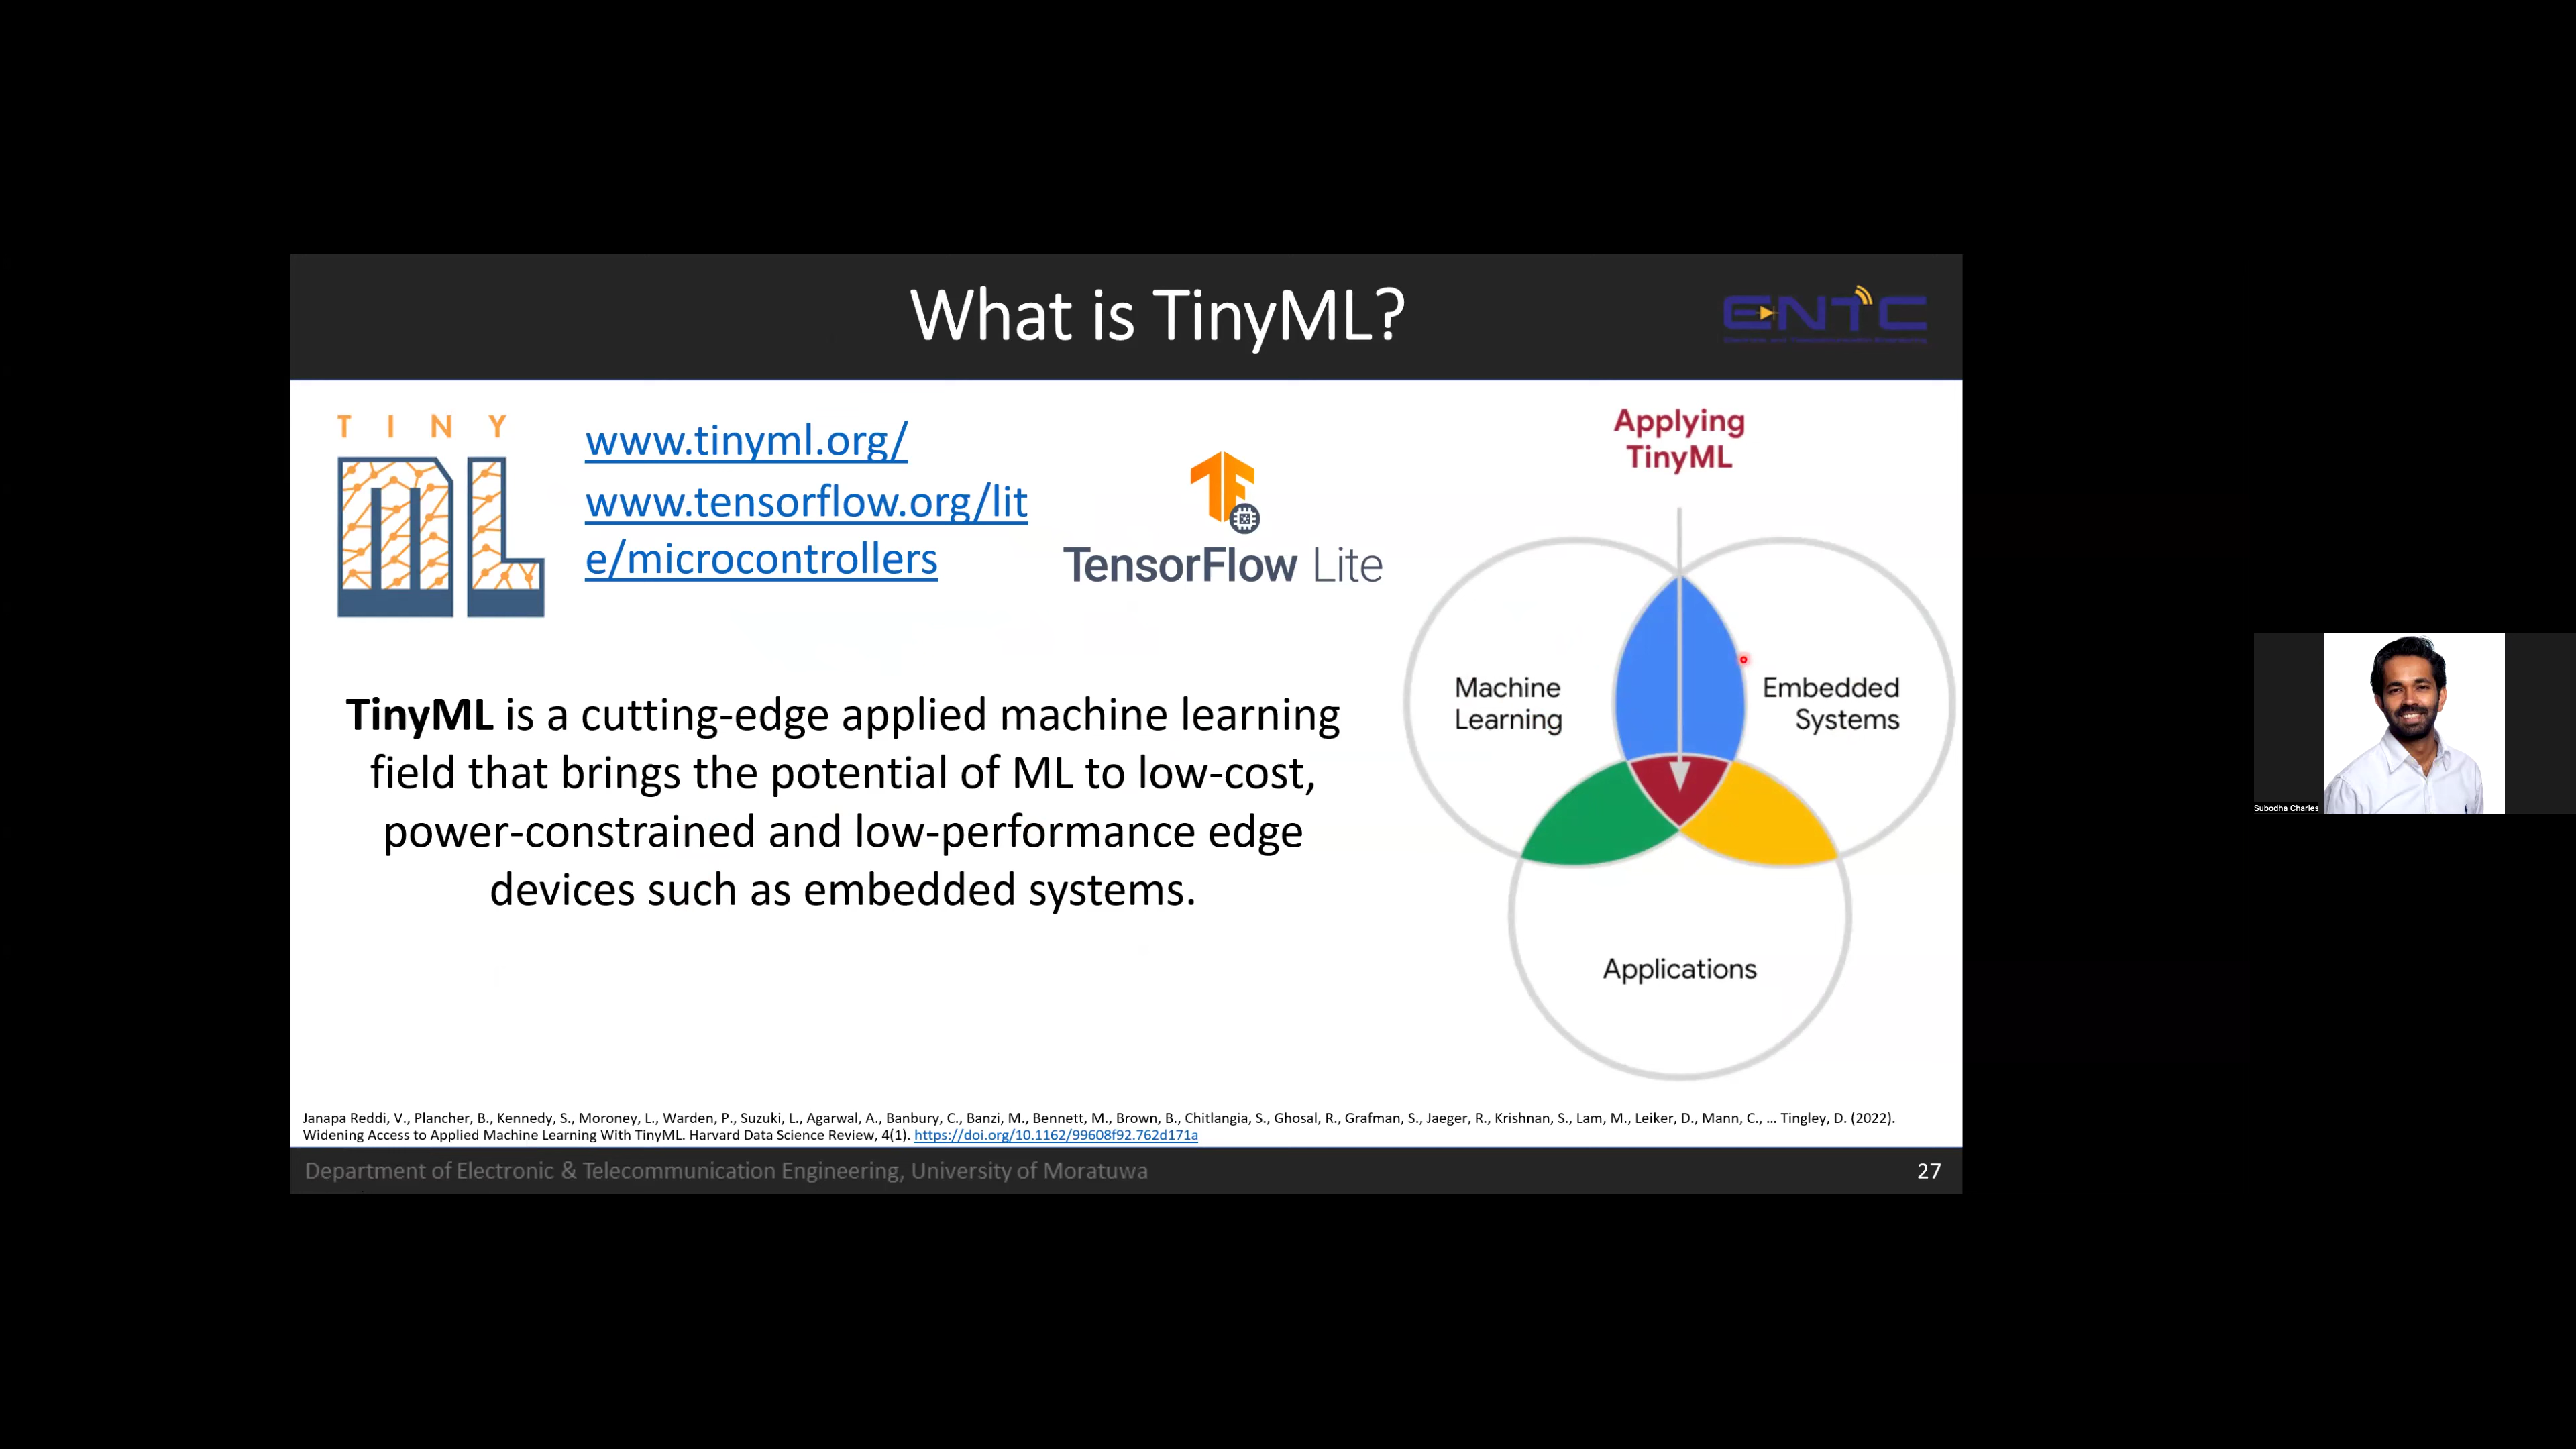 What is TinyML?
ENTC
TINY
ML
www.tinyml.org/
www.tensorflow.org/lit
e/microcontrollers
TensorFlow Lite
Applying
TinyML
Machine
Learning
Embedded
Systems
Applications
TinyML is a cutting-edge applied machine learning
field that brings the potential of ML to low-cost,
power-constrained and low-performance edge
devices such as embedded systems.
Janapa Reddi, V., Plancher, B., Kennedy, S., Moroney, L., Warden, P., Suzuki, L., Agarwal, A., Banbury, C., Banzi, M., Bennett, M., Brown, B., Chitlangia, S., Ghosal, R., Grafman, S., Jaeger, R., Krishnan, S., Lam, M., Leiker, D., Mann, C., … Tingley, D. (2022).
Widening Access to Applied Machine Learning With TinyML. Harvard Data Science Review, 4(1). https://doi.org/10.1162/99608f92.762d171a
Department of Electronic & Telecommunication Engineering, University of Moratuwa
27
Subodha Charles